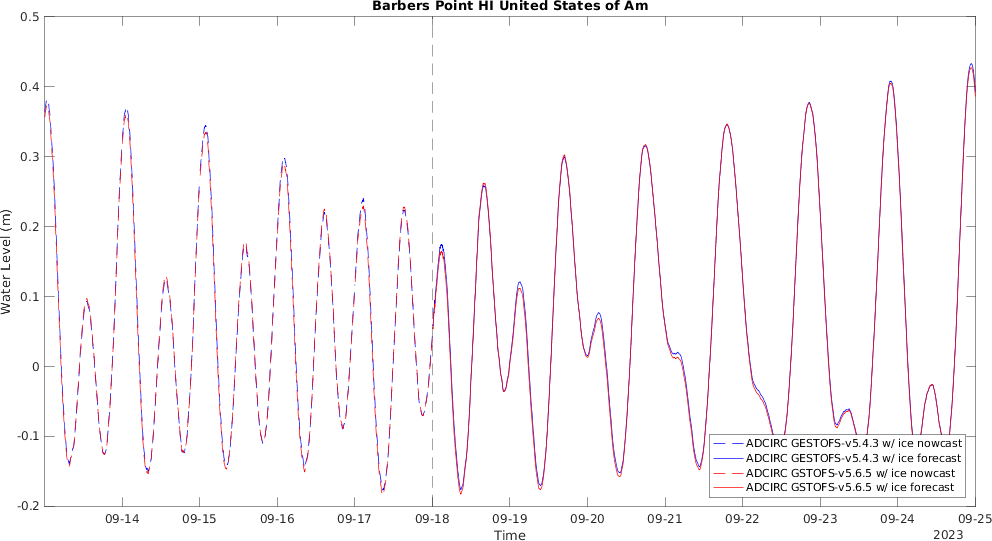 Barbers Point HI United States of Am
Water Level (m)
0.5
0.4
0.3
0.2
0.1
0
-0.1
-0.2
ADCIRC GESTOFS-v5.4.3 w/ ice nowcast
ADCIRC GESTOFS-v5.4.3 w/ ice forecast
ADCIRC GSTOFS-v5.6.5 w/ ice nowcast
ADCIRC GSTOFS-v5.6.5 w/ ice forecast
09-14 09-15 09-16 09-17 09-18 09-19 09-20 09-21 09-22 09-23 09-24 09-25
Time
2023